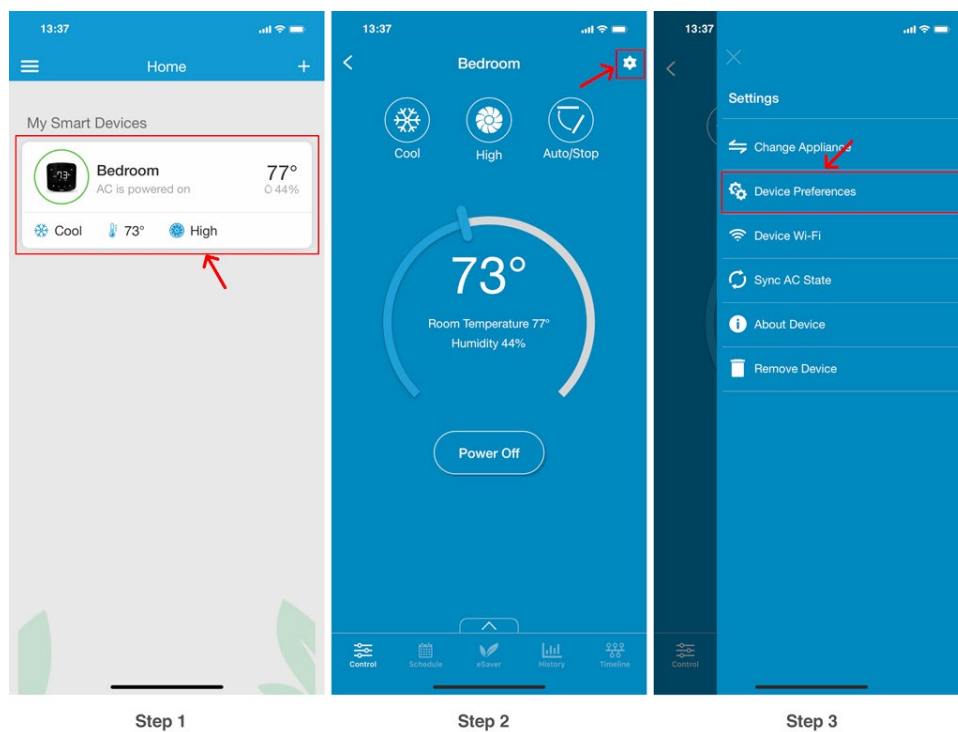 13:37
Home
My Smart Devices
73°
Bedroom
AC is powered on
77°
44%
Cool
73°
High
Step 1
13:37
Bedroom
Cool
High
Auto/Stop
73°
Room Temperature 77°
Humidity 44%
Power Off
Control
Schedule
eSaver
History
Timeline
Step 2
13:37
Settings
Change Appliance
Device Preferences
Device Wi-Fi
Sync AC State
About Device
Remove Device
Control
Step 3